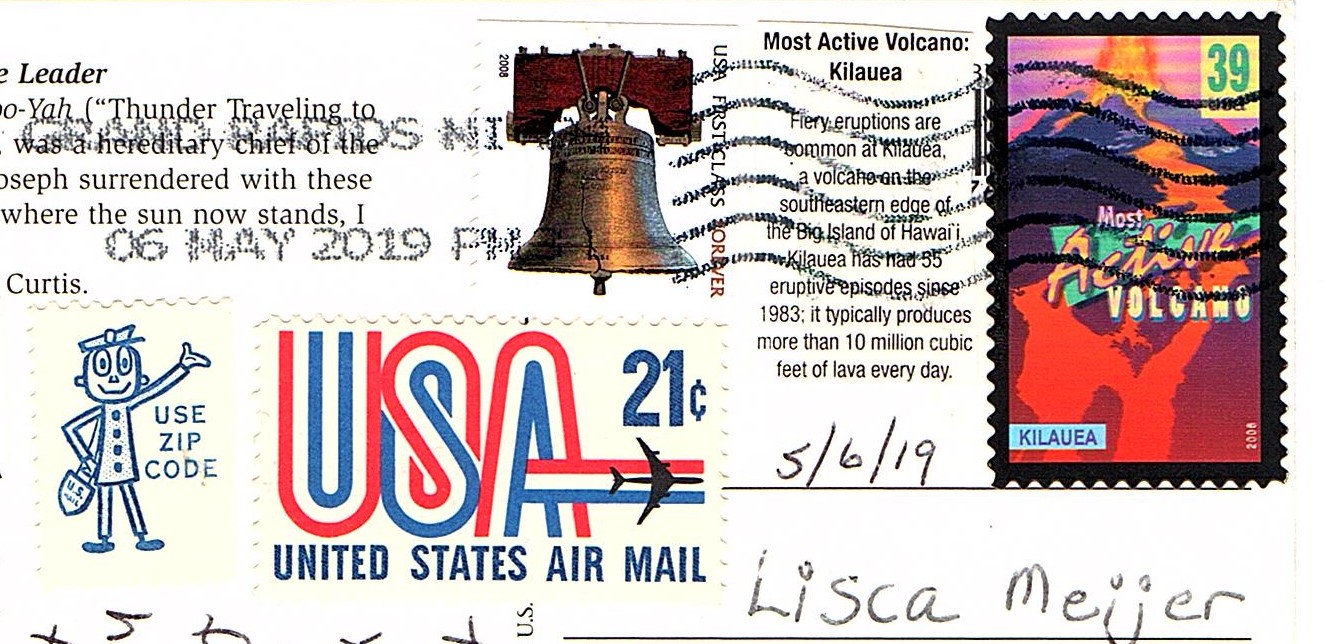 e Leader
oo-Yah ("Thunder Traveling to
was a hereditary chief of the
oseph surrendered with these
where the sun now stands, I
Curtis.
GRAND RAPIDS MI
06 MAY 2019 PM
2008
USA FIRST-CLASS FOREVER
Most Active Volcano:
Kilauea
Fiery eruptions are
common at Kilauea,
a volcano on the
southeastern edge of
the Big Island of Hawai'i.
Kilauea has had 55
eruptive episodes since
1983; it typically produces
more than 10 million cubic
feet of lava every day.
39
Most
Active
VOLCANO
KILAUEA
2006
USE
ZIP
CODE
U.S.
MAIL
USA
21¢
UNITED STATES AIR MAIL
5/6/19
Lisca Meijer
U.S.